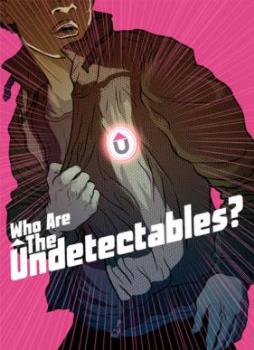 U
Who Are
The
Undetectables?